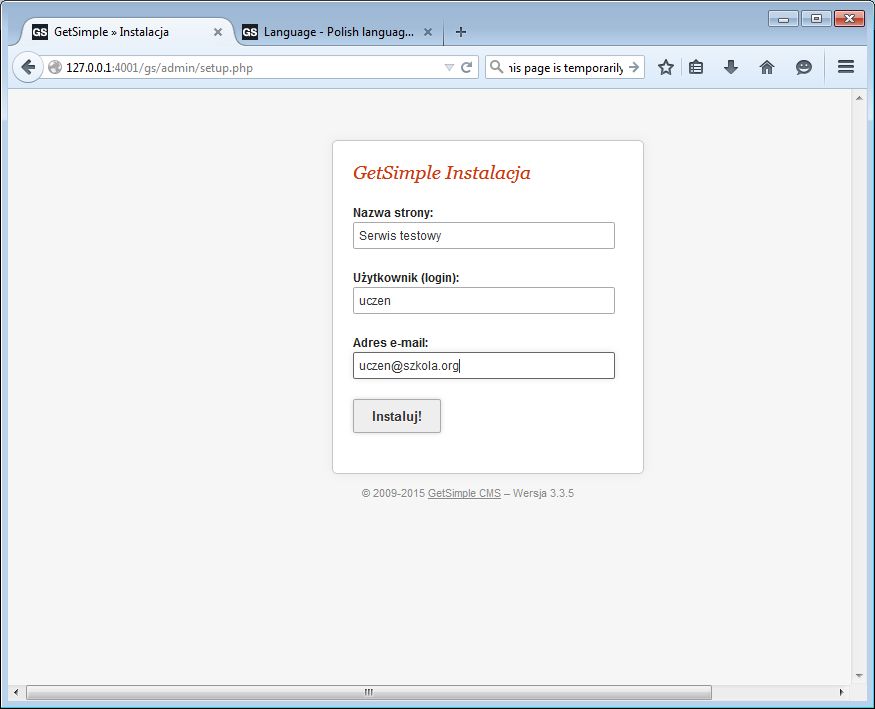 GS GetSimple » Instalacja
GS Language - Polish languag...
127.0.0.1:4001/gs/admin/setup.php
his page is temporarily
GetSimple Instalacja
Nazwa strony:
Serwis testowy
Użytkownik (login):
uczen
Adres e-mail:
uczen@szkola.org
Instaluj!
© 2009-2015 GetSimple CMS – Wersja 3.3.5